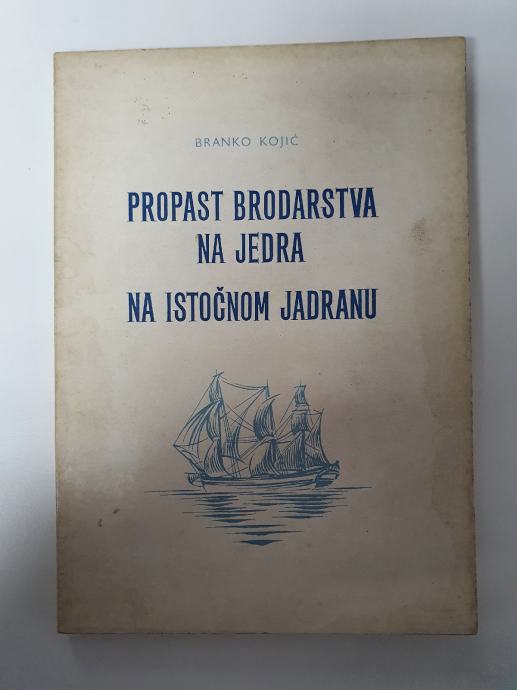 BRANKO KOJIĆ
PROPAST BRODARSTVA
NA JEDRA
NA ISTOČNOM JADRANU